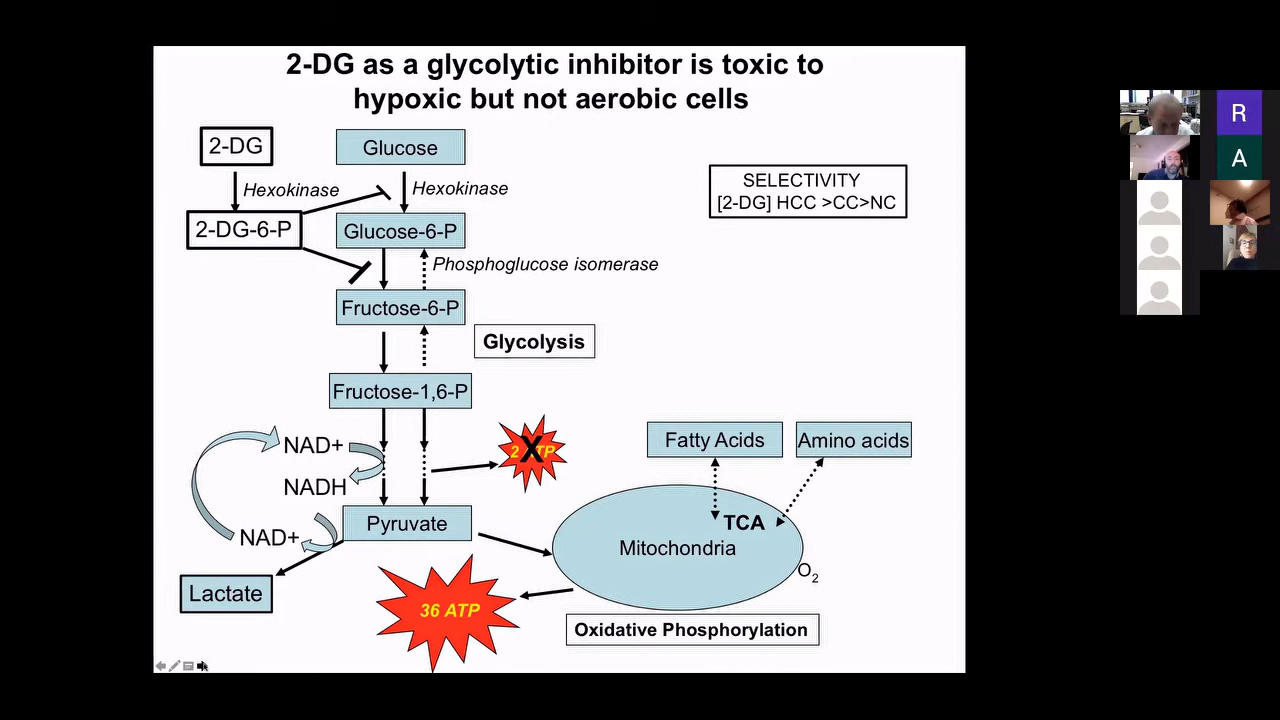 2-DG as a glycolytic inhibitor is toxic to
hypoxic but not aerobic cells
2-DG
Glucose
Hexokinase
Hexokinase
SELECTIVITY
[2-DG] HCC >CC>NC
2-DG-6-P
Glucose-6-P
Phosphoglucose isomerase
Fructose-6-P
Glycolysis
Fructose-1,6-P
NAD+
2 ATP
X
Fatty Acids
Amino acids
NADH
Pyruvate
TCA
NAD+
Mitochondria
O2
Lactate
36 ATP
Oxidative Phosphorylation
R
A